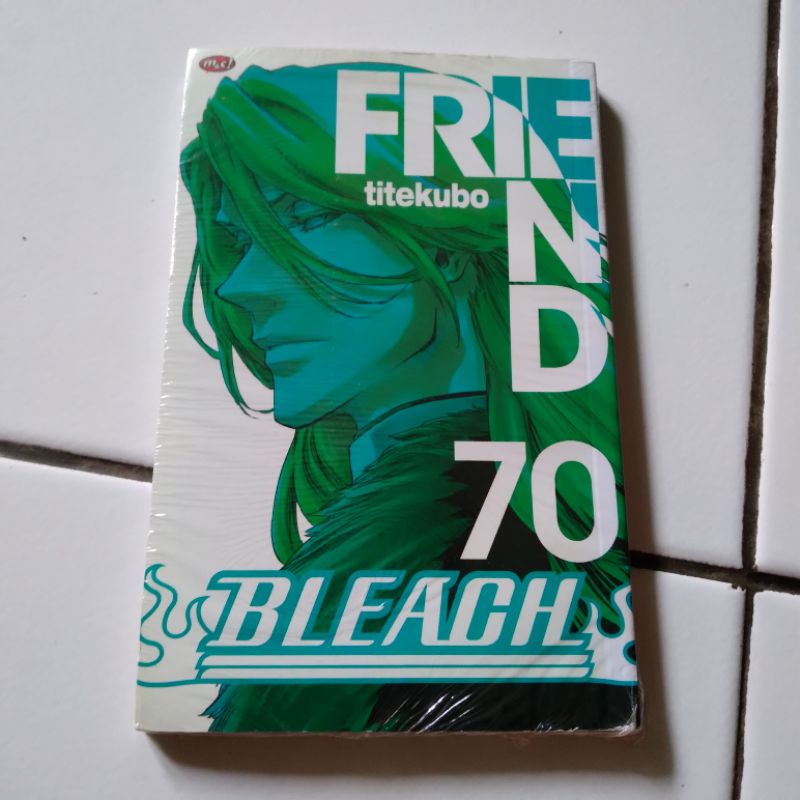 m&c!
FRIEND
titekubo
70
BLEACH